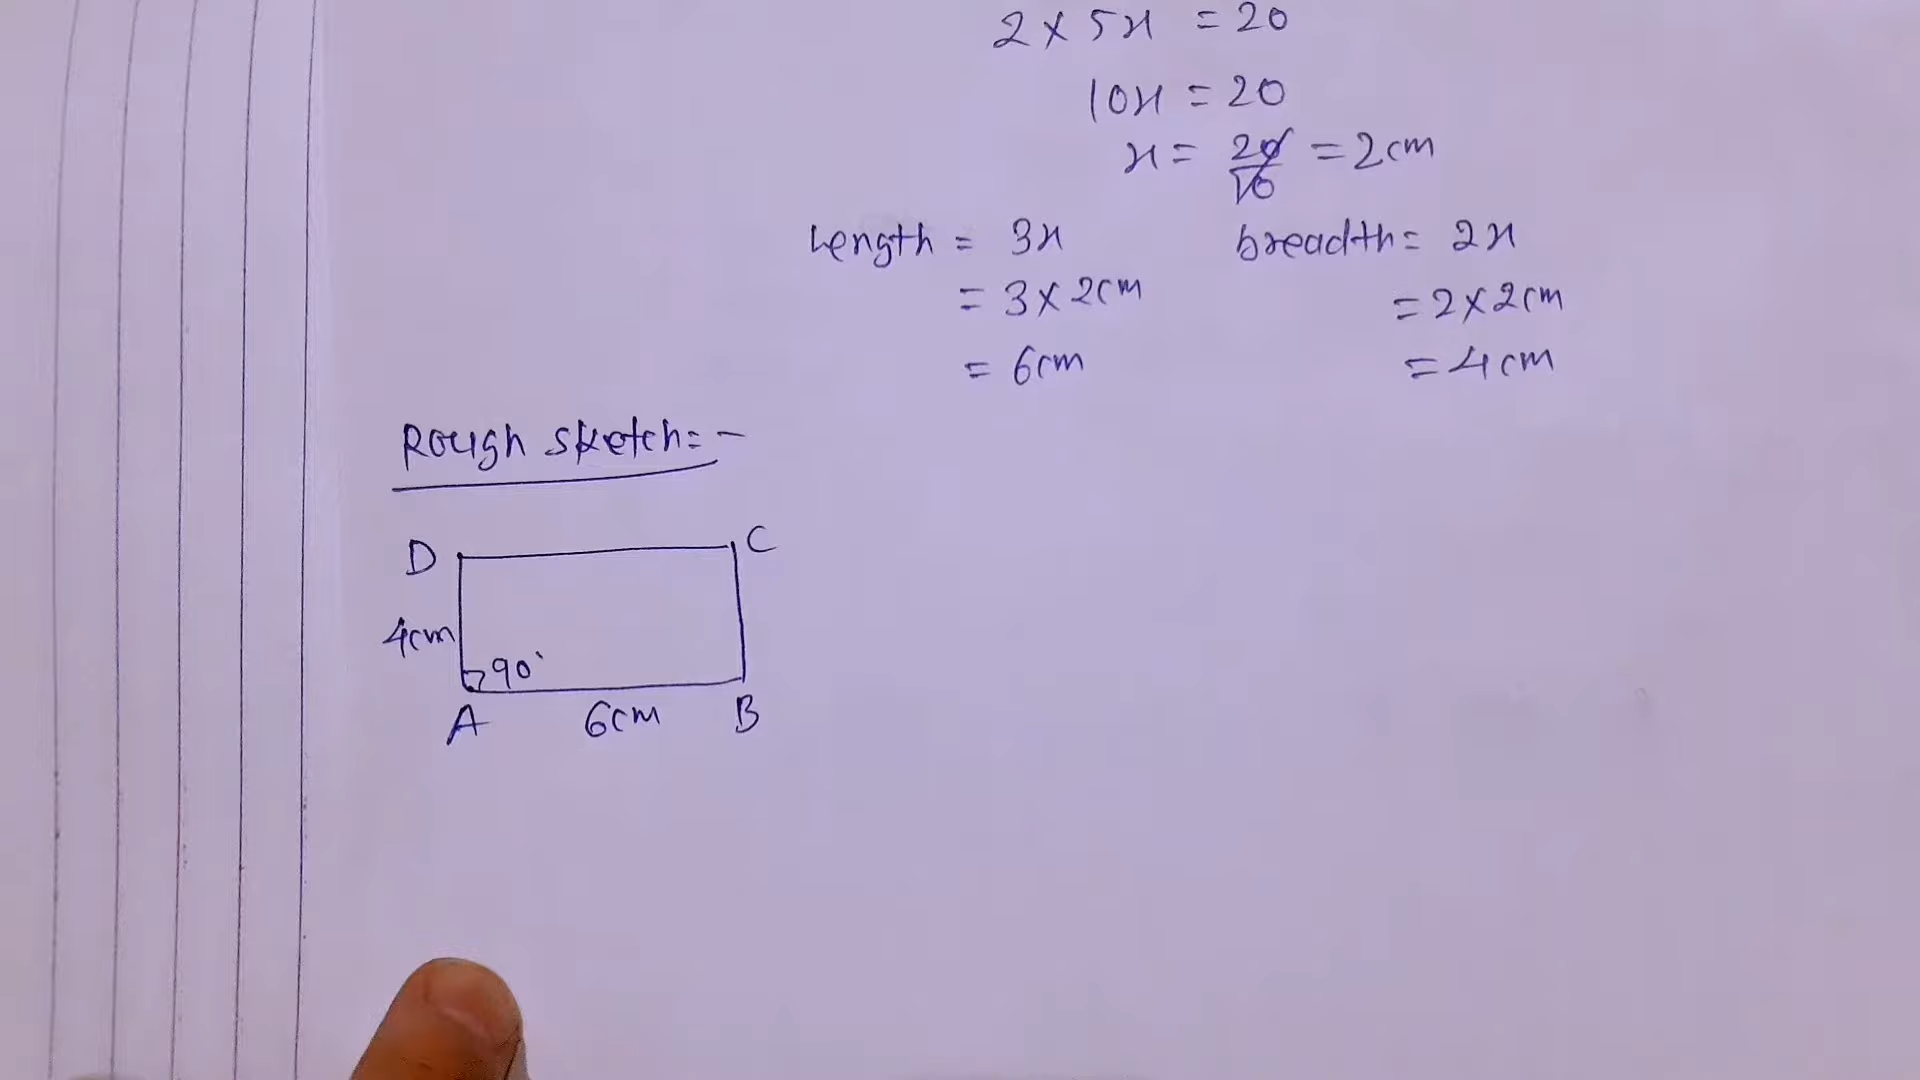 2 × 5x = 20
10x = 20
x = 20/10 = 2cm
Length = 3x breadth = 2x
= 3 × 2cm = 2 × 2cm
= 6cm = 4cm
Rough sketch:-
D C
4cm
90°
A 6cm B